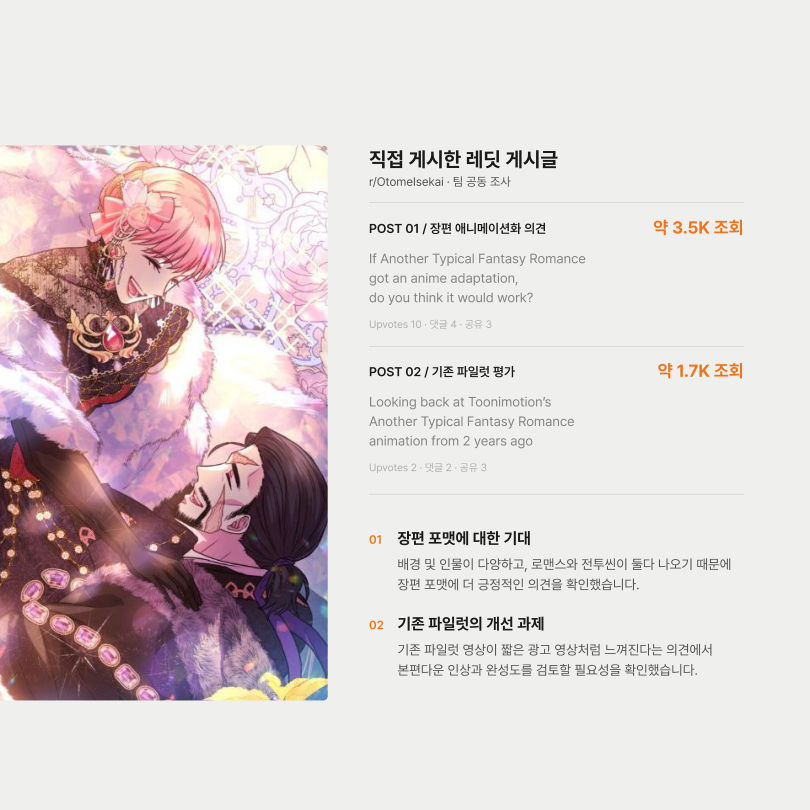 직접 게시한 레딧 게시글
r/OtomeIsekai · 팀 공동 조사
POST 01 / 장편 애니메이션화 의견
약 3.5K 조회
If Another Typical Fantasy Romance
got an anime adaptation,
do you think it would work?
Upvotes 10 · 댓글 4 · 공유 3
POST 02 / 기존 파일럿 평가
약 1.7K 조회
Looking back at Toonimotion’s
Another Typical Fantasy Romance
animation from 2 years ago
Upvotes 2 · 댓글 2 · 공유 3
01 장편 포맷에 대한 기대
배경 및 인물이 다양하고, 로맨스와 전투씬이 둘다 나오기 때문에
장편 포맷에 더 긍정적인 의견을 확인했습니다.
02 기존 파일럿의 개선 과제
기존 파일럿 영상이 짧은 광고 영상처럼 느껴진다는 의견에서
본편다운 인상과 완성도를 검토할 필요성을 확인했습니다.